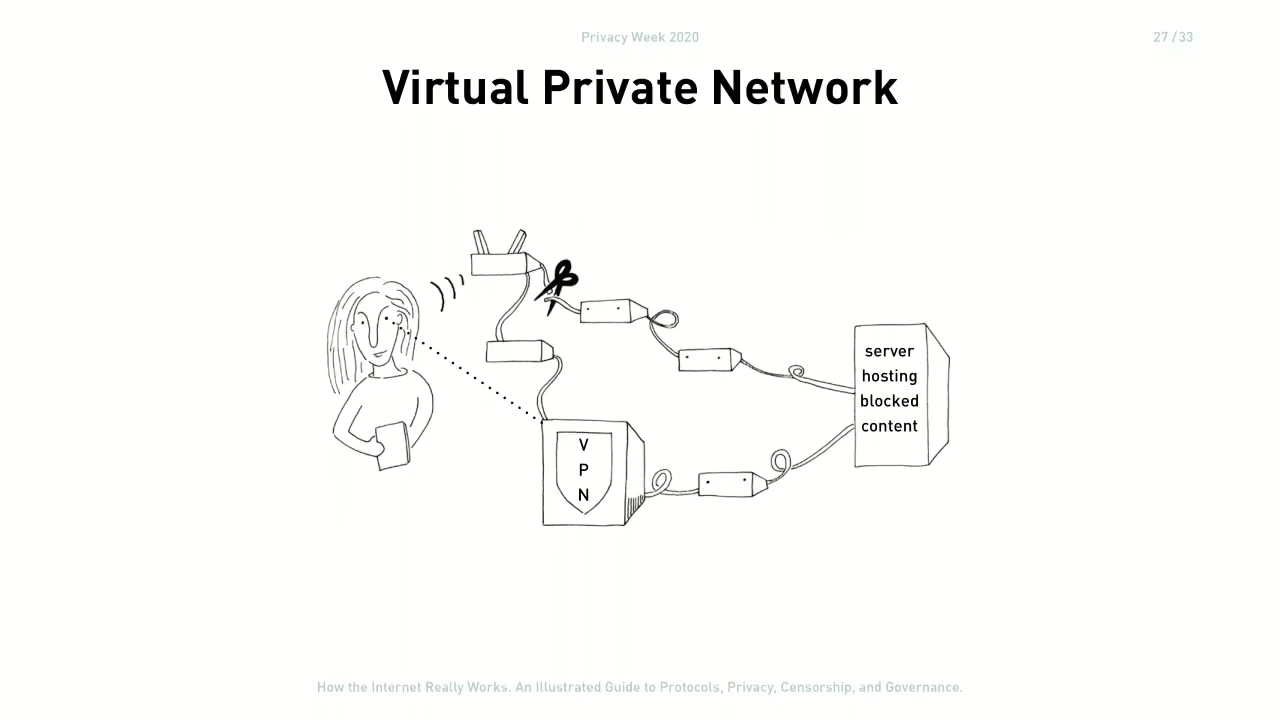 Privacy Week 2020
27 / 33
Virtual Private Network
server
hosting
blocked
content
V
P
N
How the Internet Really Works. An Illustrated Guide to Protocols, Privacy, Censorship, and Governance.